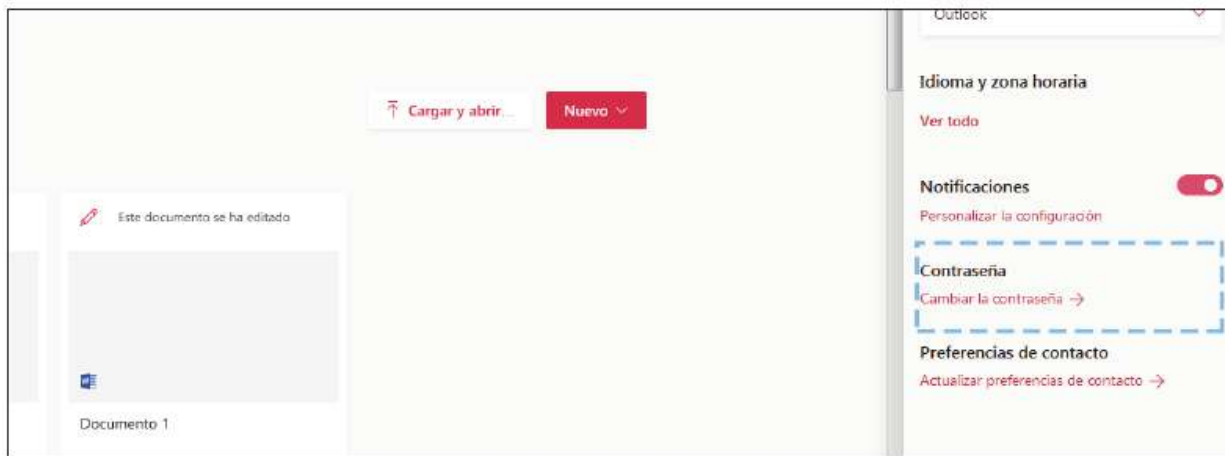 Cargar y abrir...
Nuevo
Este documento se ha editado
Documento 1
Outlook
Idioma y zona horaria
Ver todo
Notificaciones
Personalizar la configuración
Contraseña
Cambiar la contraseña →
Preferencias de contacto
Actualizar preferencias de contacto →